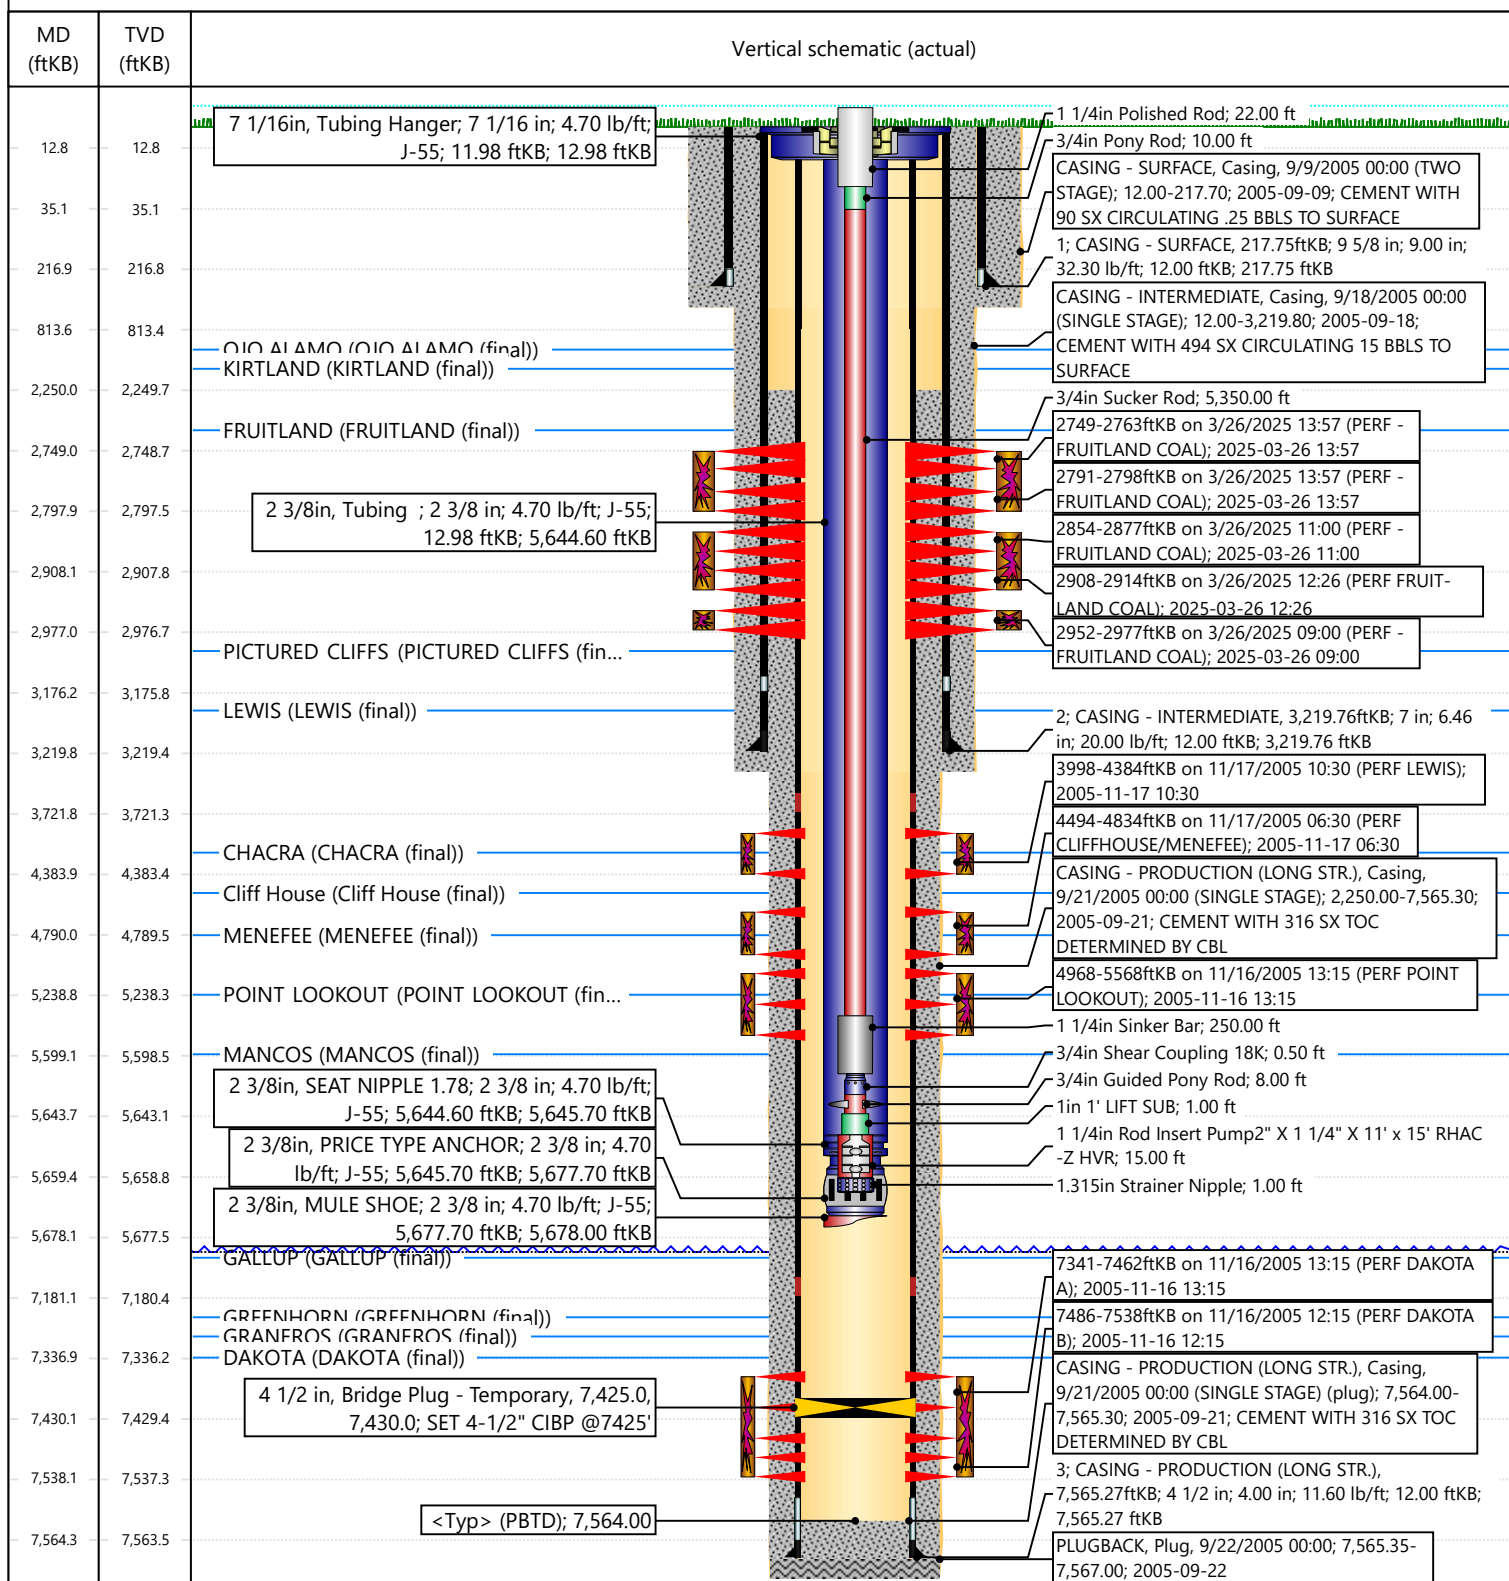 MD
(ftKB)
TVD
(ftKB)
Vertical schematic (actual)
12.8
12.8
35.1
35.1
216.9
216.8
813.6
813.4
2,250.0
2,249.7
2,749.0
2,748.7
2,797.9
2,797.5
2,908.1
2,907.8
2,977.0
2,976.7
3,176.2
3,175.8
3,219.8
3,219.4
3,721.8
3,721.3
4,383.9
4,383.4
4,790.0
4,789.5
5,238.8
5,238.3
5,599.1
5,598.5
5,643.7
5,643.1
5,659.4
5,658.8
5,678.1
5,677.5
7,181.1
7,180.4
7,336.9
7,336.2
7,430.1
7,429.4
7,538.1
7,537.3
7,564.3
7,563.5
7 1/16in, Tubing Hanger; 7 1/16 in; 4.70 lb/ft;
J-55; 11.98 ftKB; 12.98 ftKB
OJO ALAMO (OJO ALAMO (final))
KIRTLAND (KIRTLAND (final))
FRUITLAND (FRUITLAND (final))
2 3/8in, Tubing ; 2 3/8 in; 4.70 lb/ft; J-55;
12.98 ftKB; 5,644.60 ftKB
PICTURED CLIFFS (PICTURED CLIFFS (fin...
LEWIS (LEWIS (final))
CHACRA (CHACRA (final))
Cliff House (Cliff House (final))
MENEFEE (MENEFEE (final))
POINT LOOKOUT (POINT LOOKOUT (fin...
MANCOS (MANCOS (final))
2 3/8in, SEAT NIPPLE 1.78; 2 3/8 in; 4.70 lb/ft;
J-55; 5,644.60 ftKB; 5,645.70 ftKB
2 3/8in, PRICE TYPE ANCHOR; 2 3/8 in; 4.70
lb/ft; J-55; 5,645.70 ftKB; 5,677.70 ftKB
2 3/8in, MULE SHOE; 2 3/8 in; 4.70 lb/ft; J-55;
5,677.70 ftKB; 5,678.00 ftKB
GALLUP (GALLUP (final))
GREENHORN (GREENHORN (final))
GRANEROS (GRANEROS (final))
DAKOTA (DAKOTA (final))
4 1/2 in, Bridge Plug - Temporary, 7,425.0,
7,430.0; SET 4-1/2" CIBP @7425'
<Typ> (PBTD); 7,564.00
1 1/4in Polished Rod; 22.00 ft
3/4in Pony Rod; 10.00 ft
CASING - SURFACE, Casing, 9/9/2005 00:00 (TWO
STAGE); 12.00-217.70; 2005-09-09; CEMENT WITH
90 SX CIRCULATING .25 BBLS TO SURFACE
1; CASING - SURFACE, 217.75ftKB; 9 5/8 in; 9.00 in;
32.30 lb/ft; 12.00 ftKB; 217.75 ftKB
CASING - INTERMEDIATE, Casing, 9/18/2005 00:00
(SINGLE STAGE); 12.00-3,219.80; 2005-09-18;
CEMENT WITH 494 SX CIRCULATING 15 BBLS TO
SURFACE
3/4in Sucker Rod; 5,350.00 ft
2749-2763ftKB on 3/26/2025 13:57 (PERF -
FRUITLAND COAL); 2025-03-26 13:57
2791-2798ftKB on 3/26/2025 13:57 (PERF -
FRUITLAND COAL); 2025-03-26 13:57
2854-2877ftKB on 3/26/2025 11:00 (PERF -
FRUITLAND COAL); 2025-03-26 11:00
2908-2914ftKB on 3/26/2025 12:26 (PERF FRUIT-
LAND COAL); 2025-03-26 12:26
2952-2977ftKB on 3/26/2025 09:00 (PERF -
FRUITLAND COAL); 2025-03-26 09:00
2; CASING - INTERMEDIATE, 3,219.76ftKB; 7 in; 6.46
in; 20.00 lb/ft; 12.00 ftKB; 3,219.76 ftKB
3998-4384ftKB on 11/17/2005 10:30 (PERF LEWIS);
2005-11-17 10:30
4494-4834ftKB on 11/17/2005 06:30 (PERF
CLIFFHOUSE/MENEFEE); 2005-11-17 06:30
CASING - PRODUCTION (LONG STR.), Casing,
9/21/2005 00:00 (SINGLE STAGE); 2,250.00-7,565.30;
2005-09-21; CEMENT WITH 316 SX TOC
DETERMINED BY CBL
4968-5568ftKB on 11/16/2005 13:15 (PERF POINT
LOOKOUT); 2005-11-16 13:15
1 1/4in Sinker Bar; 250.00 ft
3/4in Shear Coupling 18K; 0.50 ft
3/4in Guided Pony Rod; 8.00 ft
1in 1' LIFT SUB; 1.00 ft
1 1/4in Rod Insert Pump2" X 1 1/4" X 11' x 15' RHAC
-Z HVR; 15.00 ft
1.315in Strainer Nipple; 1.00 ft
7341-7462ftKB on 11/16/2005 13:15 (PERF DAKOTA
A); 2005-11-16 13:15
7486-7538ftKB on 11/16/2005 12:15 (PERF DAKOTA
B); 2005-11-16 12:15
CASING - PRODUCTION (LONG STR.), Casing,
9/21/2005 00:00 (SINGLE STAGE) (plug); 7,564.00-
7,565.30; 2005-09-21; CEMENT WITH 316 SX TOC
DETERMINED BY CBL
3; CASING - PRODUCTION (LONG STR.),
7,565.27ftKB; 4 1/2 in; 4.00 in; 11.60 lb/ft; 12.00 ftKB;
7,565.27 ftKB
PLUGBACK, Plug, 9/22/2005 00:00; 7,565.35-
7,567.00; 2005-09-22